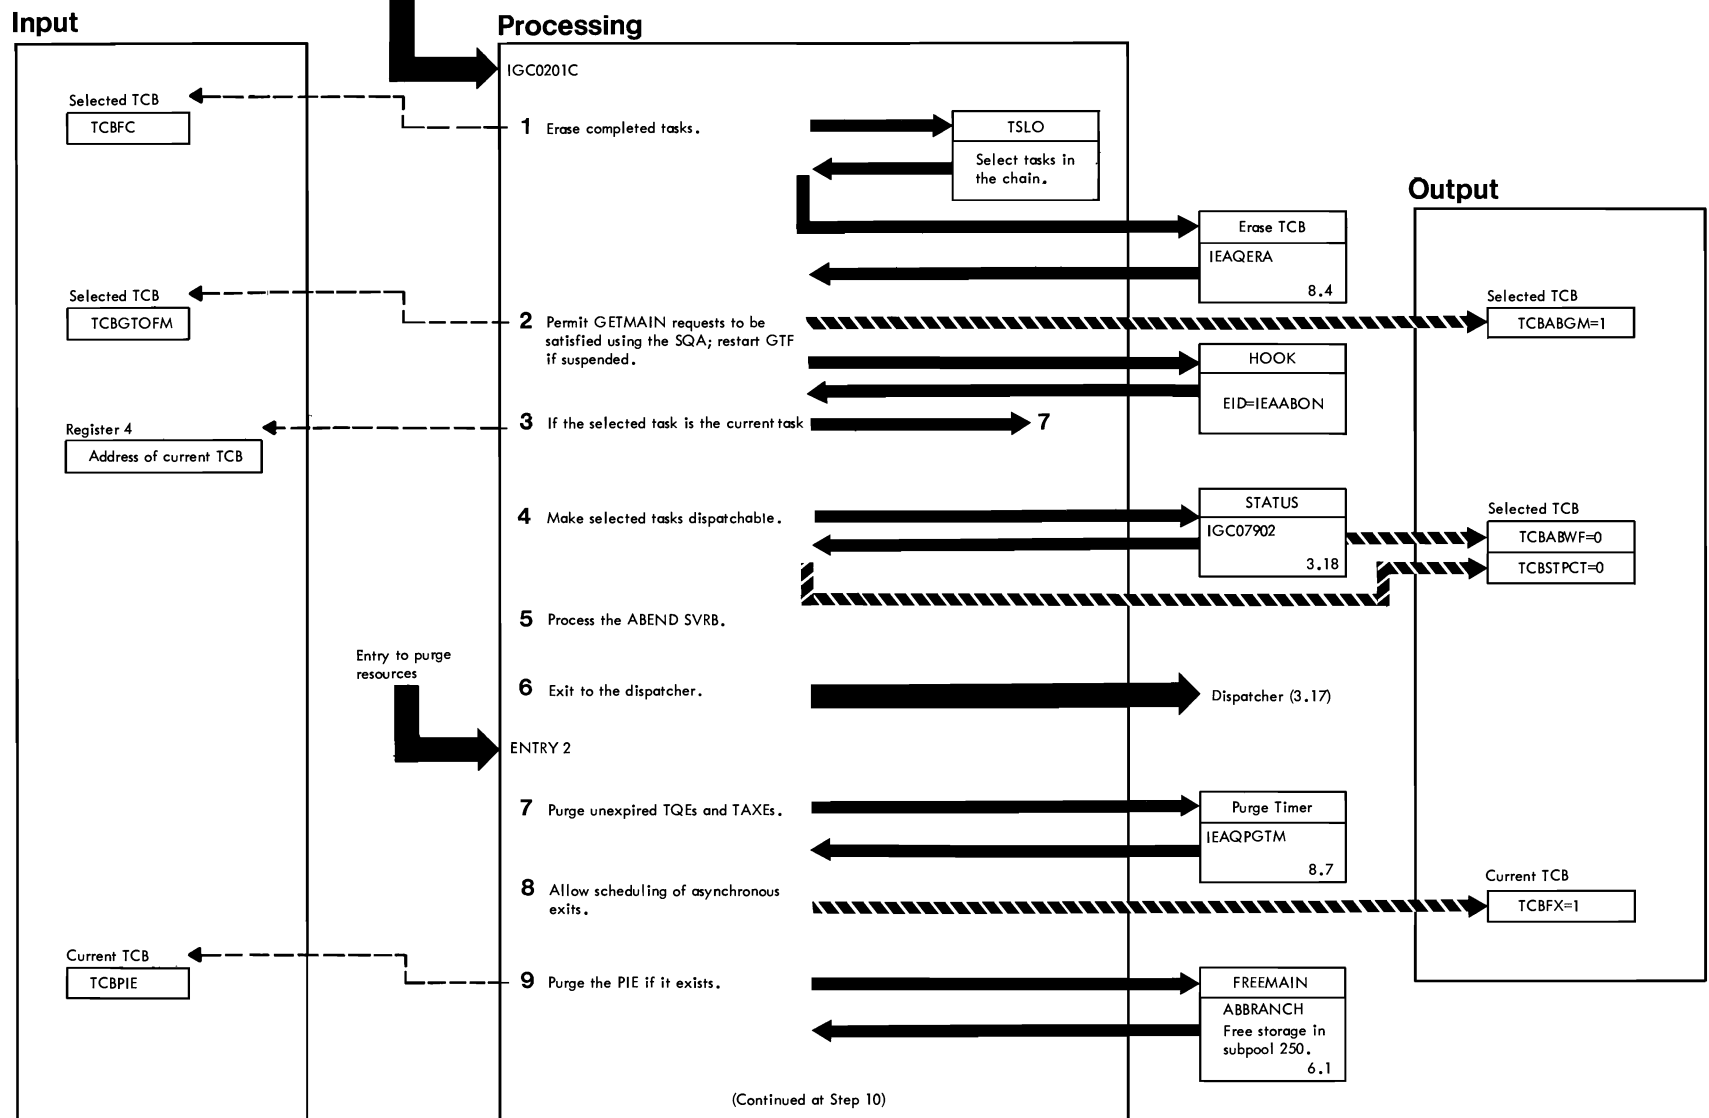 Input
Processing
IGC0201C
Selected TCB
TCBFC
1 Erase completed tasks.
TSLO
Select tasks in
the chain.
Output
Erase TCB
IEAQERA
8.4
Selected TCB
TCBGTOFM
2 Permit GETMAIN requests to be
satisfied using the SQA; restart GTF
if suspended.
Selected TCB
TCBABGM=1
HOOK
EID=IEAABON
3 If the selected task is the current task
7
Register 4
Address of current TCB
4 Make selected tasks dispatchable.
STATUS
IGC07902
3.18
Selected TCB
TCBABWF=0
TCBSTPCT=0
5 Process the ABEND SVRB.
Entry to purge
resources
6 Exit to the dispatcher.
Dispatcher (3.17)
ENTRY 2
7 Purge unexpired TQEs and TAXEs.
Purge Timer
IEAQPGTM
8.7
8 Allow scheduling of asynchronous
exits.
Current TCB
TCBFX=1
Current TCB
TCBPIE
9 Purge the PIE if it exists.
FREEMAIN
ABBRANCH
Free storage in
subpool 250.
6.1
(Continued at Step 10)